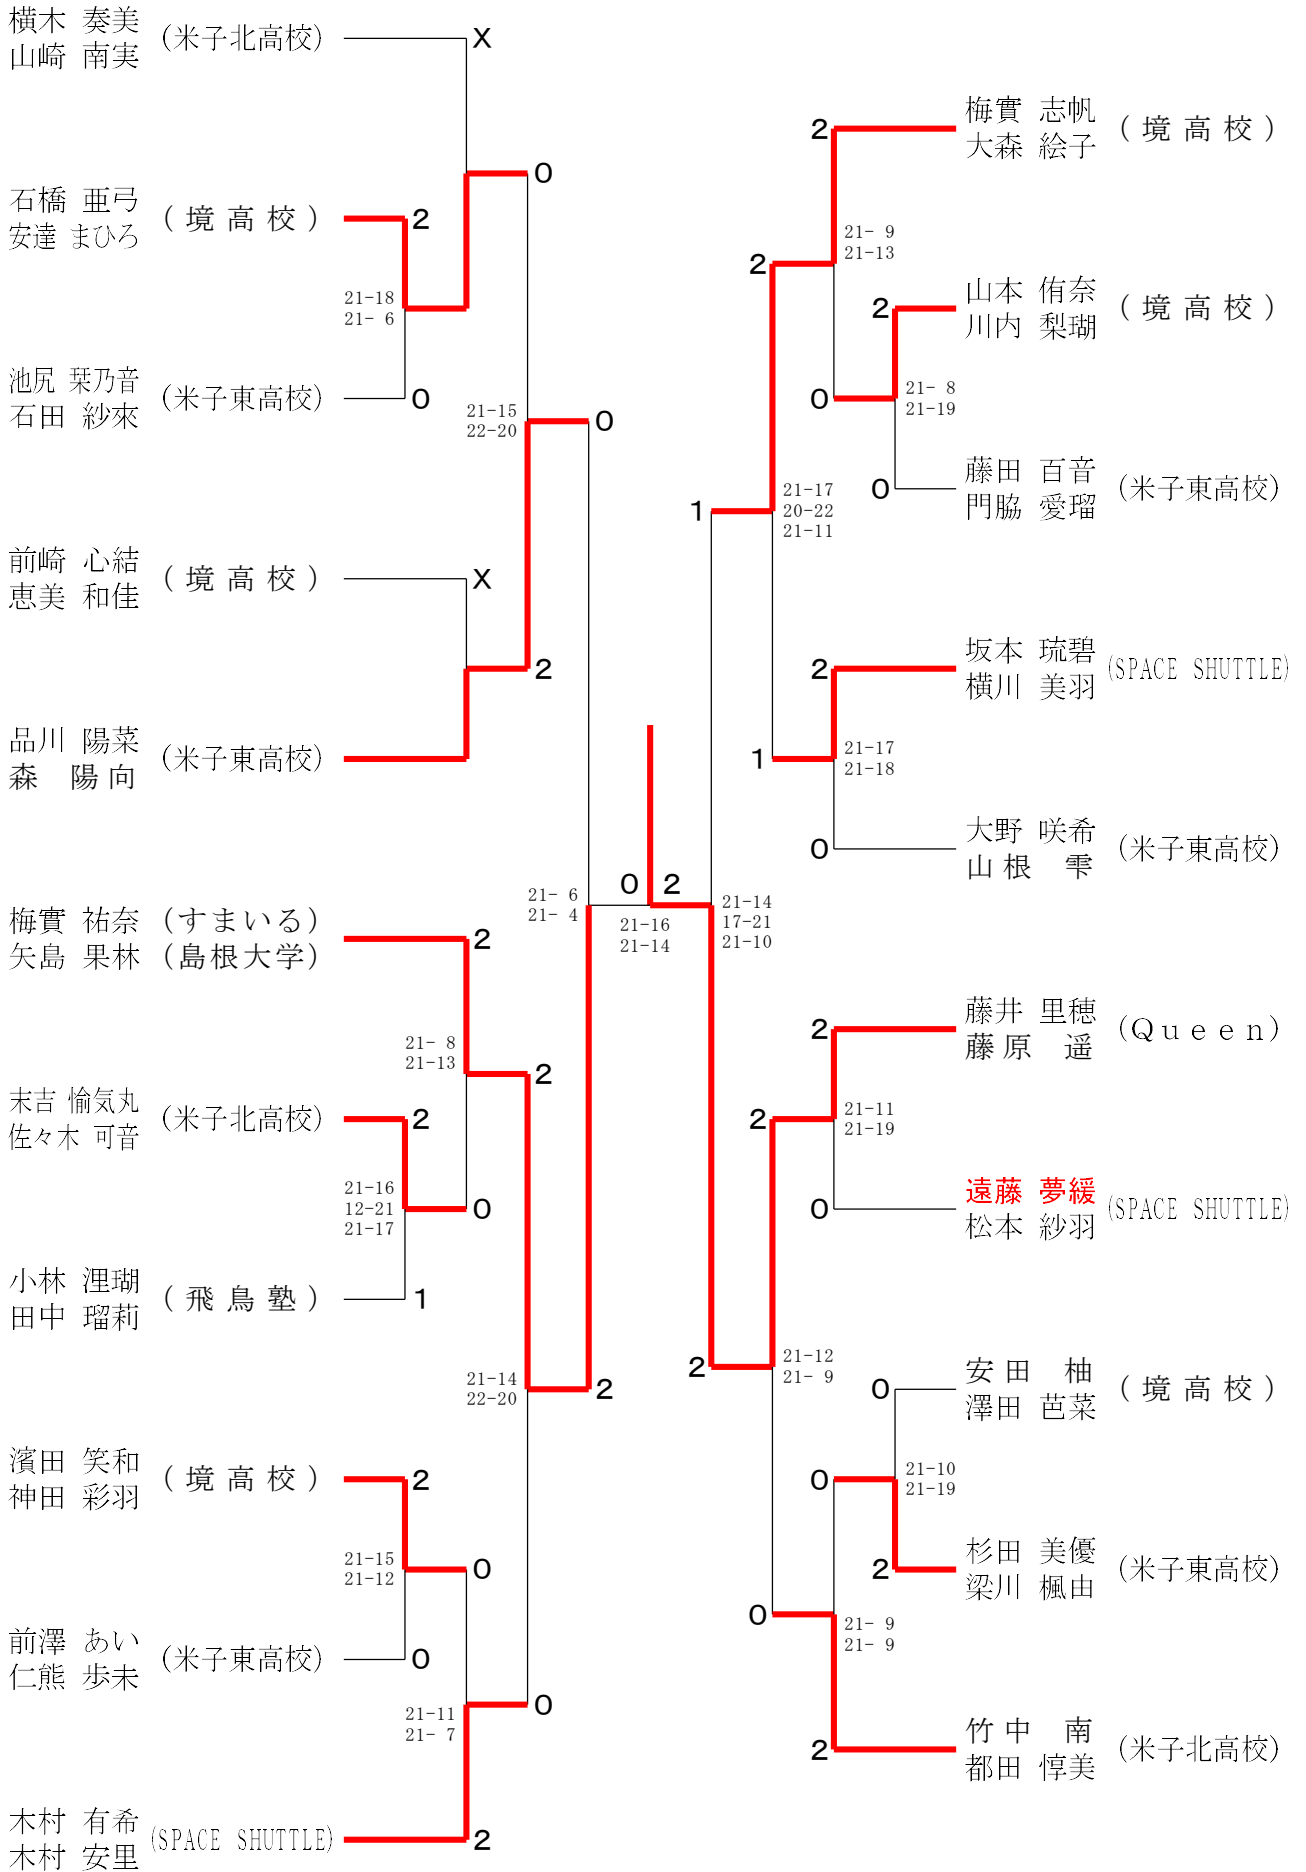 横木 奏美
山崎 南実
(米子北高校)
X
0
石橋 亜弓
安達 まひろ
(境高校)
2
21-18
21- 6
池尻 栞乃音
石田 紗來
(米子東高校)
0
21-15
22-20
0
前崎 心結
恵美 和佳
(境高校)
X
2
品川 陽菜
森 陽向
(米子東高校)
梅實 祐奈 (すまいる)
矢島 果林 (島根大学)
2
21- 6
21- 4
21- 8
21-13
2
末吉 愉気丸
佐々木 可音
(米子北高校)
2
21-16
12-21
21-17
0
小林 浬瑚
田中 瑠莉
(飛鳥塾)
1
21-14
22-20
2
濱田 笑和
神田 彩羽
(境高校)
2
21-15
21-12
0
前澤 あい
仁熊 歩未
(米子東高校)
0
21-11
21- 7
0
木村 有希
木村 安里
(SPACE SHUTTLE)
2
0
2
21-16
21-14
梅實 志帆
大森 絵子
(境高校)
2
21- 9
21-13
2
山本 侑奈
川内 梨瑚
(境高校)
2
0
21- 8
21-19
藤田 百音
門脇 愛瑠
(米子東高校)
0
1
21-17
20-22
21-11
坂本 琉碧
横川 美羽
(SPACE SHUTTLE)
2
1
21-17
21-18
大野 咲希
山根 雫
(米子東高校)
0
21-14
17-21
21-10
藤井 里穂
藤原 遥
(Queen)
2
2
21-11
21-19
遠藤 夢緩
松本 紗羽
(SPACE SHUTTLE)
0
2
21-12
21- 9
安田 柚
澤田 芭菜
(境高校)
0
0
21-10
21-19
杉田 美優
梁川 楓由
(米子東高校)
2
0
21- 9
21- 9
竹中 南
都田 惇美
(米子北高校)
2